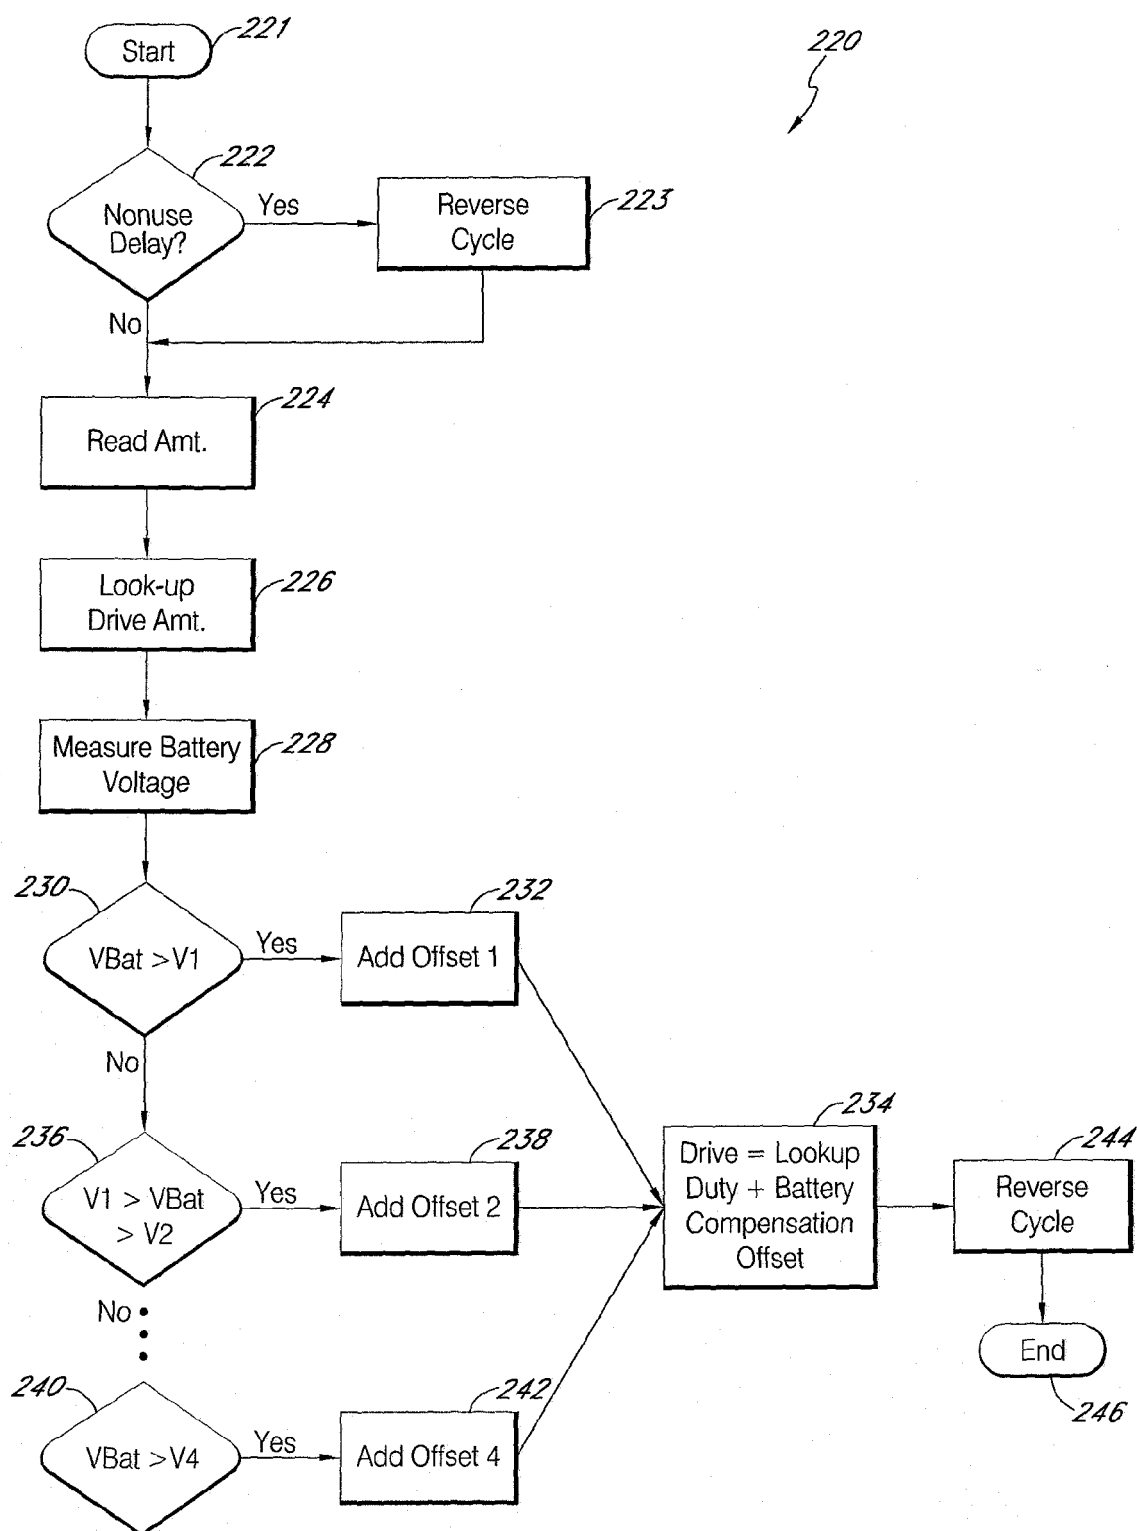 Start
221
220
222
Nonuse
Delay?
Yes
Reverse
Cycle
223
No
224
Read Amt.
Look-up
Drive Amt.
226
Measure Battery
Voltage
228
230
VBat >V1
Yes
232
Add Offset 1
No
236
V1 > VBat
> V2
Yes
238
Add Offset 2
234
Drive = Lookup
Duty + Battery
Compensation
Offset
244
Reverse
Cycle
No
End
246
240
VBat >V4
Yes
242
Add Offset 4